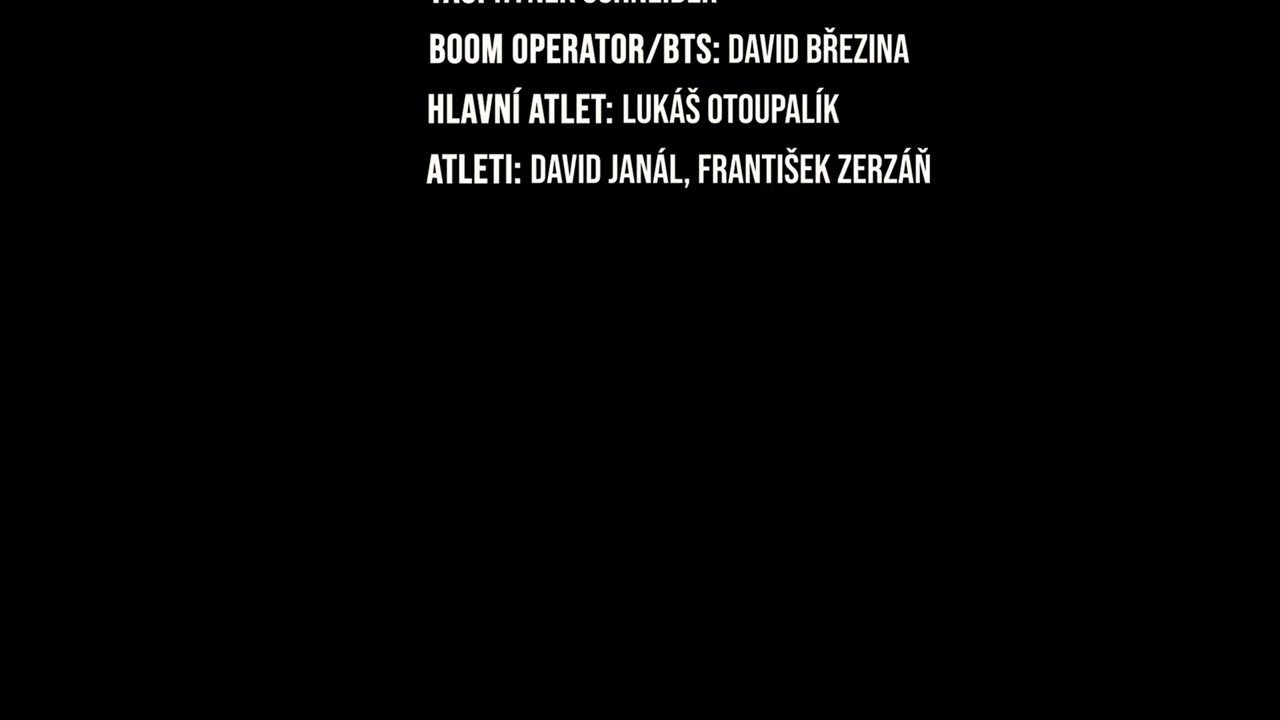 BOOM OPERATOR/BTS: DAVID BŘEZINA
HLAVNÍ ATLET: LUKÁŠ OTOUPALÍK
ATLETI: DAVID JANÁL, FRANTIŠEK ZERZÁŇ